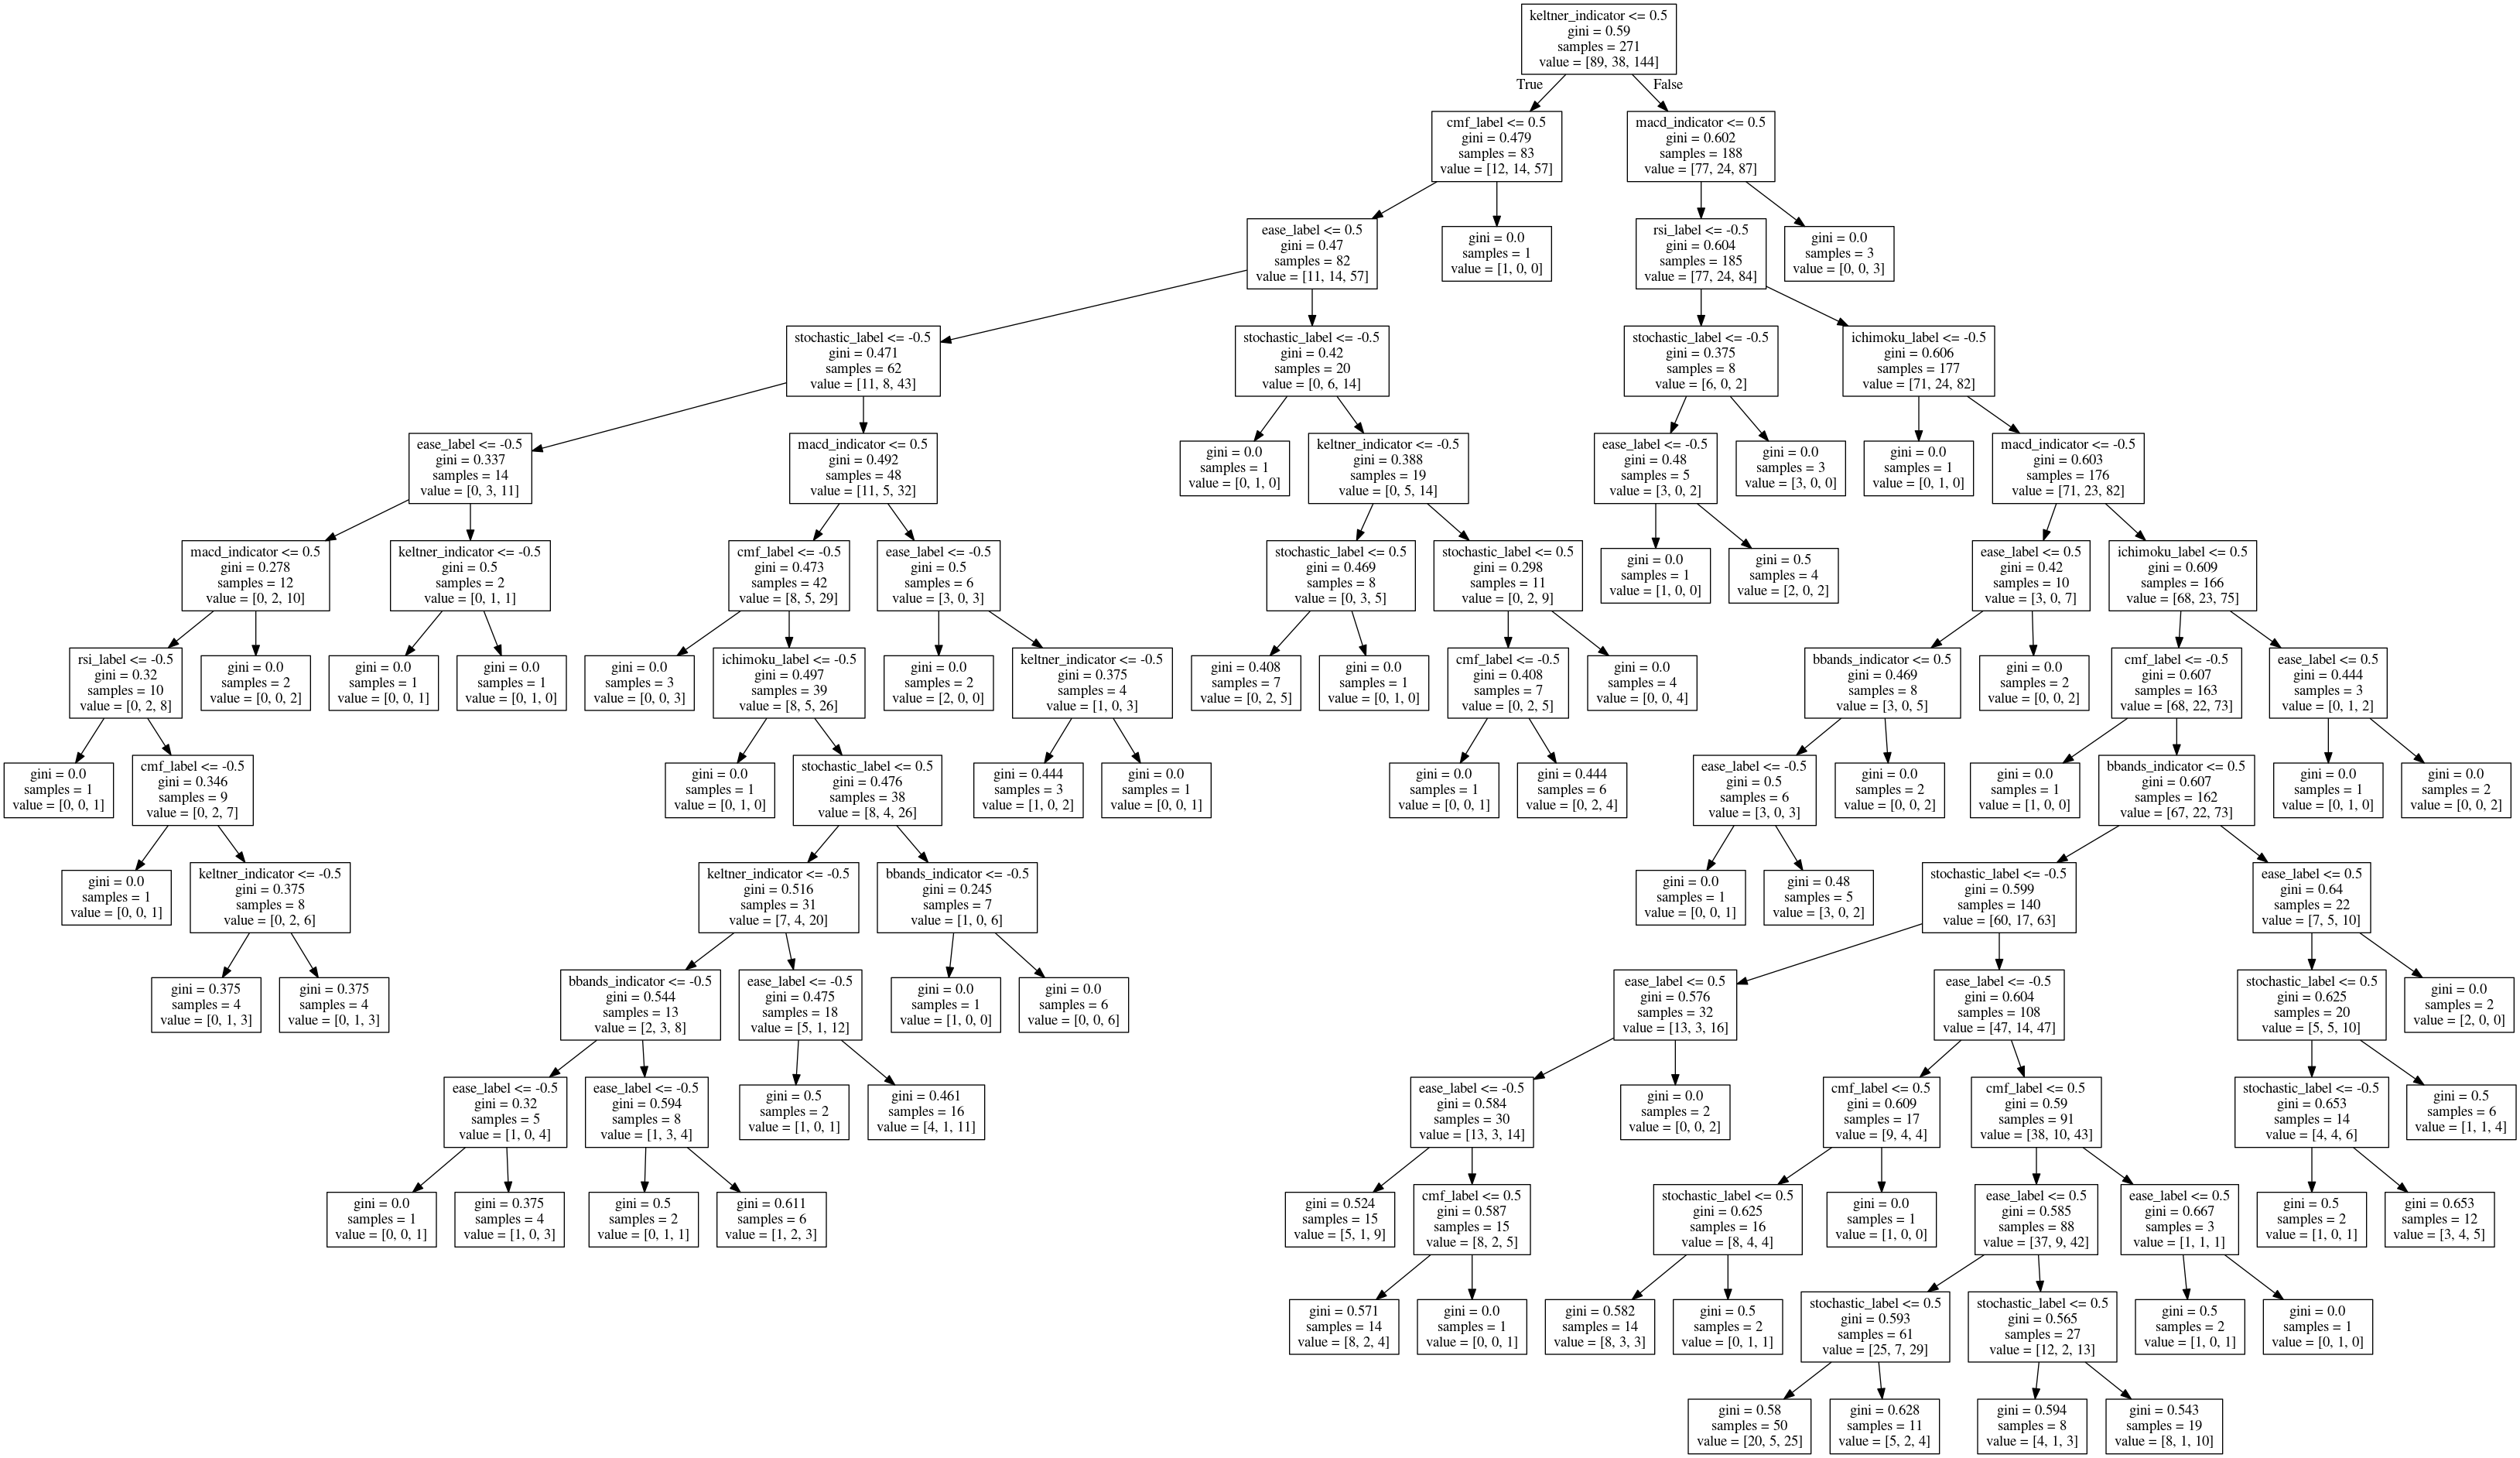 keltner_indicator <= 0.5
gini = 0.59
samples = 271
value = [89, 38, 144]
True
False
cmf_label <= 0.5
gini = 0.479
samples = 83
value = [12, 14, 57]
macd_indicator <= 0.5
gini = 0.602
samples = 188
value = [77, 24, 87]
ease_label <= 0.5
gini = 0.47
samples = 82
value = [11, 14, 57]
gini = 0.0
samples = 1
value = [1, 0, 0]
rsi_label <= -0.5
gini = 0.604
samples = 185
value = [77, 24, 84]
gini = 0.0
samples = 3
value = [0, 0, 3]
stochastic_label <= -0.5
gini = 0.471
samples = 62
value = [11, 8, 43]
stochastic_label <= -0.5
gini = 0.42
samples = 20
value = [0, 6, 14]
stochastic_label <= -0.5
gini = 0.375
samples = 8
value = [6, 0, 2]
ichimoku_label <= -0.5
gini = 0.606
samples = 177
value = [71, 24, 82]
ease_label <= -0.5
gini = 0.337
samples = 14
value = [0, 3, 11]
macd_indicator <= 0.5
gini = 0.492
samples = 48
value = [11, 5, 32]
gini = 0.0
samples = 1
value = [0, 1, 0]
keltner_indicator <= -0.5
gini = 0.388
samples = 19
value = [0, 5, 14]
ease_label <= -0.5
gini = 0.48
samples = 5
value = [3, 0, 2]
gini = 0.0
samples = 3
value = [3, 0, 0]
gini = 0.0
samples = 1
value = [0, 1, 0]
macd_indicator <= -0.5
gini = 0.603
samples = 176
value = [71, 23, 82]
macd_indicator <= 0.5
gini = 0.278
samples = 12
value = [0, 2, 10]
keltner_indicator <= -0.5
gini = 0.5
samples = 2
value = [0, 1, 1]
cmf_label <= -0.5
gini = 0.473
samples = 42
value = [8, 5, 29]
ease_label <= -0.5
gini = 0.5
samples = 6
value = [3, 0, 3]
stochastic_label <= 0.5
gini = 0.469
samples = 8
value = [0, 3, 5]
stochastic_label <= 0.5
gini = 0.298
samples = 11
value = [0, 2, 9]
gini = 0.0
samples = 1
value = [1, 0, 0]
gini = 0.5
samples = 4
value = [2, 0, 2]
ease_label <= 0.5
gini = 0.42
samples = 10
value = [3, 0, 7]
ichimoku_label <= 0.5
gini = 0.609
samples = 166
value = [68, 23, 75]
rsi_label <= -0.5
gini = 0.32
samples = 10
value = [0, 2, 8]
gini = 0.0
samples = 2
value = [0, 0, 2]
gini = 0.0
samples = 1
value = [0, 0, 1]
gini = 0.0
samples = 1
value = [0, 1, 0]
gini = 0.0
samples = 3
value = [0, 0, 3]
ichimoku_label <= -0.5
gini = 0.497
samples = 39
value = [8, 5, 26]
gini = 0.0
samples = 2
value = [2, 0, 0]
keltner_indicator <= -0.5
gini = 0.375
samples = 4
value = [1, 0, 3]
gini = 0.408
samples = 7
value = [0, 2, 5]
gini = 0.0
samples = 1
value = [0, 1, 0]
cmf_label <= -0.5
gini = 0.408
samples = 7
value = [0, 2, 5]
gini = 0.0
samples = 4
value = [0, 0, 4]
bbands_indicator <= 0.5
gini = 0.469
samples = 8
value = [3, 0, 5]
gini = 0.0
samples = 2
value = [0, 0, 2]
cmf_label <= -0.5
gini = 0.607
samples = 163
value = [68, 22, 73]
ease_label <= 0.5
gini = 0.444
samples = 3
value = [0, 1, 2]
gini = 0.0
samples = 1
value = [0, 0, 1]
cmf_label <= -0.5
gini = 0.346
samples = 9
value = [0, 2, 7]
gini = 0.0
samples = 1
value = [0, 1, 0]
stochastic_label <= 0.5
gini = 0.476
samples = 38
value = [8, 4, 26]
gini = 0.444
samples = 3
value = [1, 0, 2]
gini = 0.0
samples = 1
value = [0, 0, 1]
gini = 0.0
samples = 1
value = [0, 0, 1]
gini = 0.444
samples = 6
value = [0, 2, 4]
ease_label <= -0.5
gini = 0.5
samples = 6
value = [3, 0, 3]
gini = 0.0
samples = 2
value = [0, 0, 2]
gini = 0.0
samples = 1
value = [1, 0, 0]
bbands_indicator <= 0.5
gini = 0.607
samples = 162
value = [67, 22, 73]
gini = 0.0
samples = 1
value = [0, 1, 0]
gini = 0.0
samples = 2
value = [0, 0, 2]
gini = 0.0
samples = 1
value = [0, 0, 1]
keltner_indicator <= -0.5
gini = 0.375
samples = 8
value = [0, 2, 6]
keltner_indicator <= -0.5
gini = 0.516
samples = 31
value = [7, 4, 20]
bbands_indicator <= -0.5
gini = 0.245
samples = 7
value = [1, 0, 6]
gini = 0.0
samples = 1
value = [0, 0, 1]
gini = 0.48
samples = 5
value = [3, 0, 2]
stochastic_label <= -0.5
gini = 0.599
samples = 140
value = [60, 17, 63]
ease_label <= 0.5
gini = 0.64
samples = 22
value = [7, 5, 10]
gini = 0.375
samples = 4
value = [0, 1, 3]
gini = 0.375
samples = 4
value = [0, 1, 3]
bbands_indicator <= -0.5
gini = 0.544
samples = 13
value = [2, 3, 8]
ease_label <= -0.5
gini = 0.475
samples = 18
value = [5, 1, 12]
gini = 0.0
samples = 1
value = [1, 0, 0]
gini = 0.0
samples = 6
value = [0, 0, 6]
ease_label <= 0.5
gini = 0.576
samples = 32
value = [13, 3, 16]
ease_label <= -0.5
gini = 0.604
samples = 108
value = [47, 14, 47]
stochastic_label <= 0.5
gini = 0.625
samples = 20
value = [5, 5, 10]
gini = 0.0
samples = 2
value = [2, 0, 0]
ease_label <= -0.5
gini = 0.32
samples = 5
value = [1, 0, 4]
ease_label <= -0.5
gini = 0.594
samples = 8
value = [1, 3, 4]
gini = 0.5
samples = 2
value = [1, 0, 1]
gini = 0.461
samples = 16
value = [4, 1, 11]
ease_label <= -0.5
gini = 0.584
samples = 30
value = [13, 3, 14]
gini = 0.0
samples = 2
value = [0, 0, 2]
cmf_label <= 0.5
gini = 0.609
samples = 17
value = [9, 4, 4]
cmf_label <= 0.5
gini = 0.59
samples = 91
value = [38, 10, 43]
stochastic_label <= -0.5
gini = 0.653
samples = 14
value = [4, 4, 6]
gini = 0.5
samples = 6
value = [1, 1, 4]
gini = 0.0
samples = 1
value = [0, 0, 1]
gini = 0.375
samples = 4
value = [1, 0, 3]
gini = 0.5
samples = 2
value = [0, 1, 1]
gini = 0.611
samples = 6
value = [1, 2, 3]
gini = 0.524
samples = 15
value = [5, 1, 9]
cmf_label <= 0.5
gini = 0.587
samples = 15
value = [8, 2, 5]
stochastic_label <= 0.5
gini = 0.625
samples = 16
value = [8, 4, 4]
gini = 0.0
samples = 1
value = [1, 0, 0]
ease_label <= 0.5
gini = 0.585
samples = 88
value = [37, 9, 42]
ease_label <= 0.5
gini = 0.667
samples = 3
value = [1, 1, 1]
gini = 0.5
samples = 2
value = [1, 0, 1]
gini = 0.653
samples = 12
value = [3, 4, 5]
gini = 0.571
samples = 14
value = [8, 2, 4]
gini = 0.0
samples = 1
value = [0, 0, 1]
gini = 0.582
samples = 14
value = [8, 3, 3]
gini = 0.5
samples = 2
value = [0, 1, 1]
stochastic_label <= 0.5
gini = 0.593
samples = 61
value = [25, 7, 29]
stochastic_label <= 0.5
gini = 0.565
samples = 27
value = [12, 2, 13]
gini = 0.5
samples = 2
value = [1, 0, 1]
gini = 0.0
samples = 1
value = [0, 1, 0]
gini = 0.58
samples = 50
value = [20, 5, 25]
gini = 0.628
samples = 11
value = [5, 2, 4]
gini = 0.594
samples = 8
value = [4, 1, 3]
gini = 0.543
samples = 19
value = [8, 1, 10]